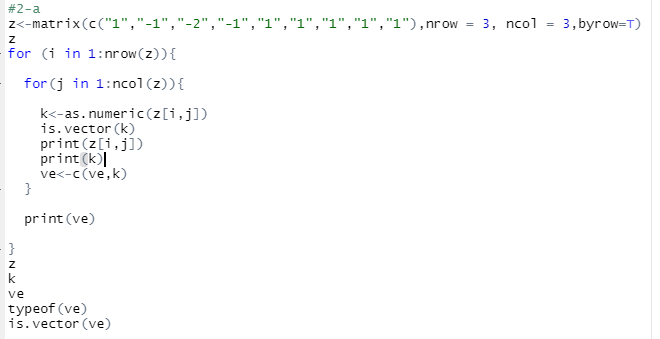 #2-a
z<-matrix(c("1","-1","-2","-1","1","1","1","1","1"),nrow = 3, ncol = 3,byrow=T)
z
for (i in 1:nrow(z)){
for(j in 1:ncol(z)){
k<-as.numeric(z[i,j])
is.vector(k)
print(z[i,j])
print(k)
ve<-c(ve,k)
}
print(ve)
}
z
k
ve
typeof(ve)
is.vector(ve)